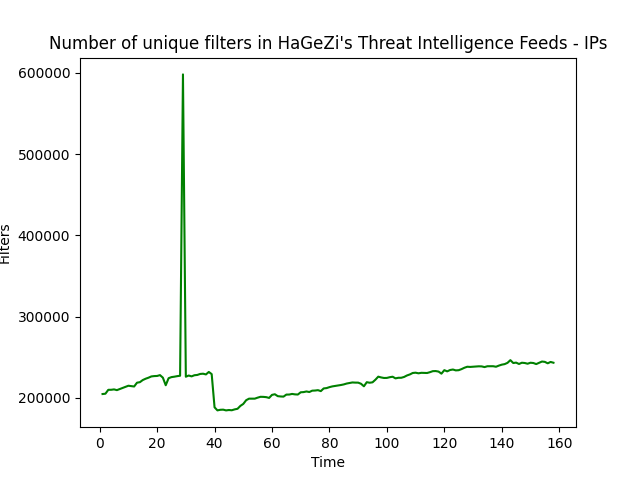 Number of unique filters in HaGeZi's Threat Intelligence Feeds - IPs
600000
500000
400000
300000
200000
Filters
0 20 40 60 80 100 120 140 160
Time